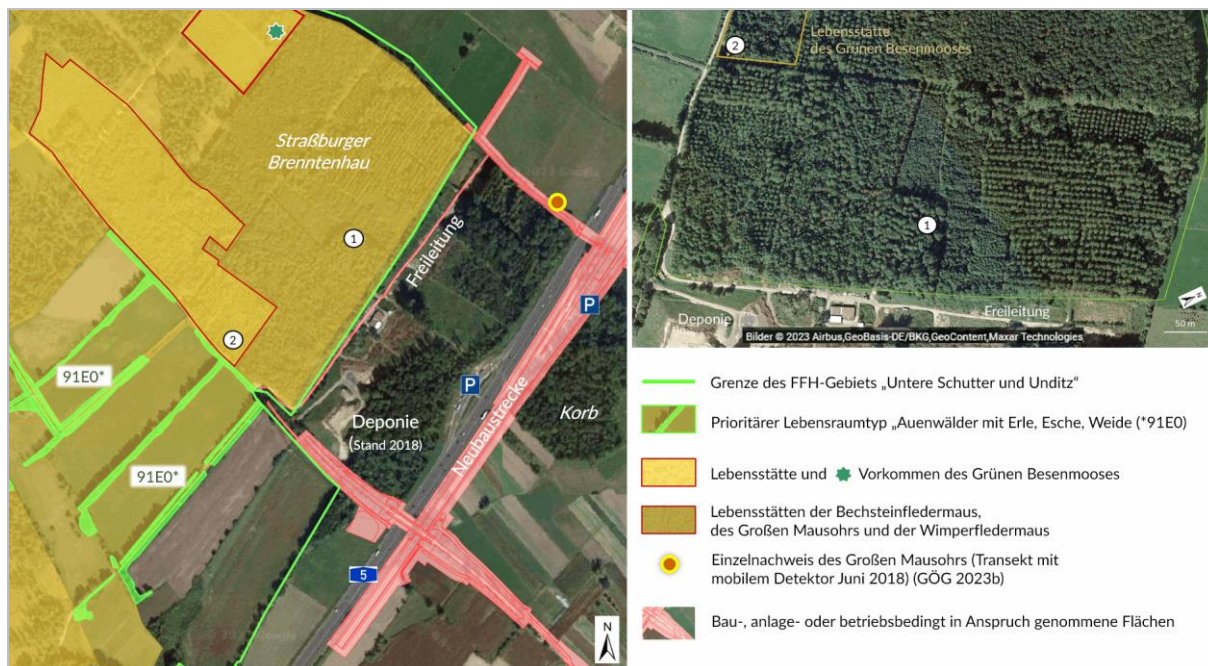 Straßburger
Brenntenhau
1
2
91E0*
91E0*
Freileitung
Deponie
(Stand 2018)
P
P
Neubaustrecke
Korb
5
N
2
Lebensstätte
des Grünen Besenmooses
1
Deponie
Freileitung
N
50 m
Bilder © 2023 Airbus,GeoBasis-DE/BKG,GeoContent,Maxar Technologies
Grenze des FFH-Gebiets „Untere Schutter und Unditz“
Prioritärer Lebensraumtyp „Auenwälder mit Erle, Esche, Weide (*91E0)
Lebensstätte und Vorkommen des Grünen Besenmooses
Lebensstätten der Bechsteinfledermaus,
des Großen Mausohrs und der Wimperfledermaus
Einzelnachweis des Großen Mausohrs (Transekt mit
mobilem Detektor Juni 2018) (GÖG 2023b)
Bau-, anlage- oder betriebsbedingt in Anspruch genommene Flächen